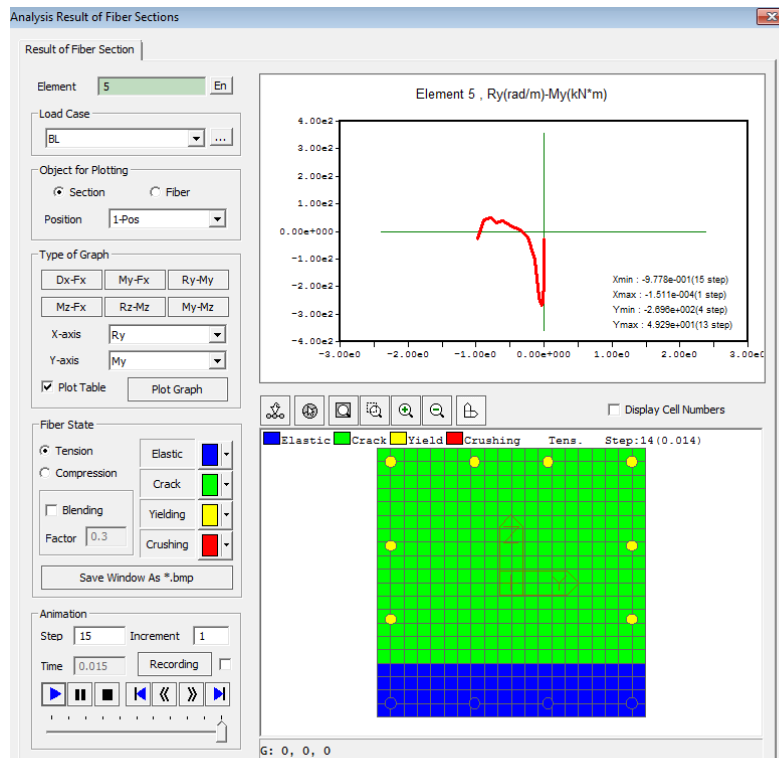 Analysis Result of Fiber Sections
Result of Fiber Section
Element 5 En
Load Case
BL ...
Object for Plotting
Section Fiber
Position 1-Pos
Type of Graph
Dx-Fx My-Fx Ry-My
Mz-Fx Rz-Mz My-Mz
X-axis Ry
Y-axis My
Plot Table Plot Graph
Fiber State
Tension Elastic
Compression Crack
Blending Yielding
Factor 0.3 Crushing
Save Window As *.bmp
Animation
Step 15 Increment 1
Time 0.015 Recording
Element 5 , Ry(rad/m)-My(kN*m)
4.00e2
3.00e2
2.00e2
1.00e2
0.00e+000
-1.00e2
-2.00e2
-3.00e2
-4.00e2
-3.00e0 -2.00e0 -1.00e0 0.00e+000 1.00e0 2.00e0 3.00e0
Xmin : -9.778e-001(15 step)
Xmax : -1.511e-004(1 step)
Ymin : -2.696e+002(4 step)
Ymax : 4.929e+001(13 step)
Display Cell Numbers
Elastic Crack Yield Crushing Tens. Step:14(0.014)
Z
Y
G: 0, 0, 0